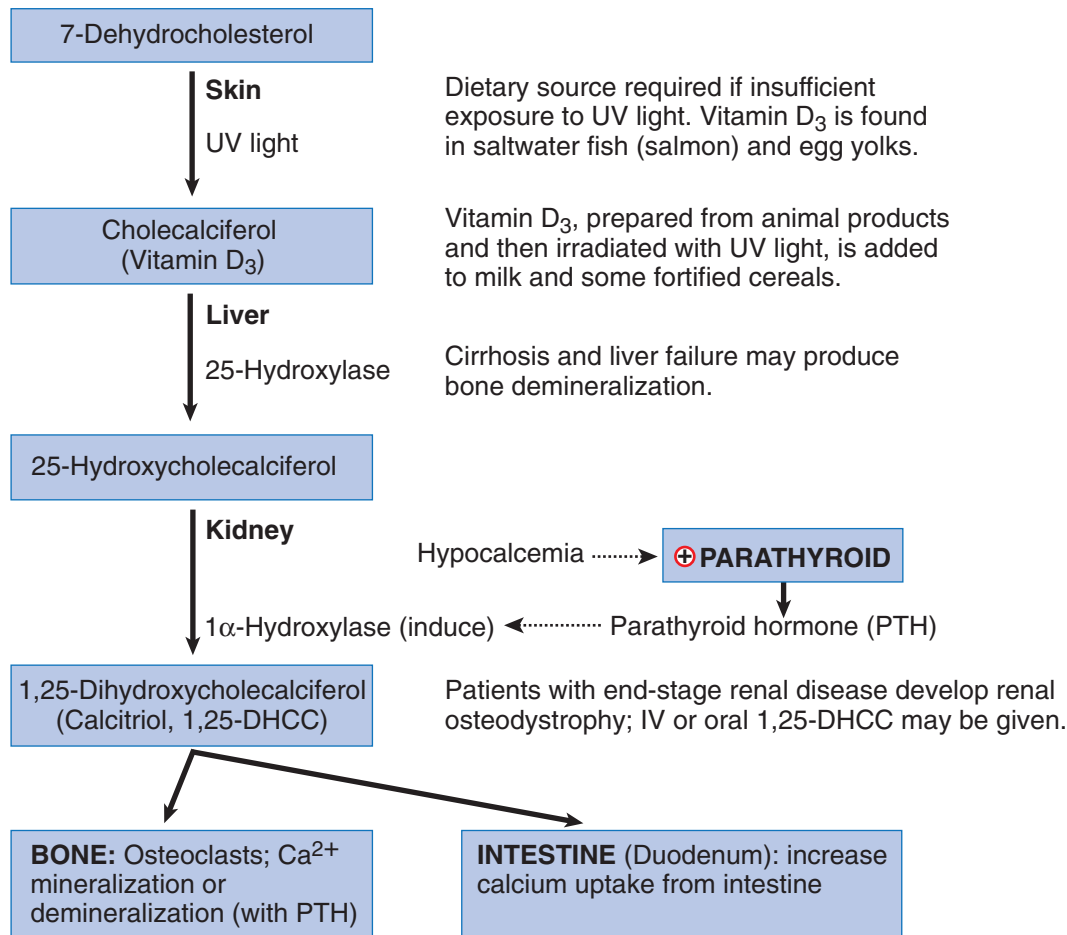 7-Dehydrocholesterol
Skin
UV light
Dietary source required if insufficient
exposure to UV light. Vitamin D3 is found
in saltwater fish (salmon) and egg yolks.
Cholecalciferol
(Vitamin D3)
Vitamin D3, prepared from animal products
and then irradiated with UV light, is added
to milk and some fortified cereals.
Liver
25-Hydroxylase
Cirrhosis and liver failure may produce
bone demineralization.
25-Hydroxycholecalciferol
Kidney
Hypocalcemia
+ PARATHYROID
1α-Hydroxylase (induce)
Parathyroid hormone (PTH)
1,25-Dihydroxycholecalciferol
(Calcitriol, 1,25-DHCC)
Patients with end-stage renal disease develop renal
osteodystrophy; IV or oral 1,25-DHCC may be given.
BONE: Osteoclasts; Ca2+
mineralization or
demineralization (with PTH)
INTESTINE (Duodenum): increase
calcium uptake from intestine